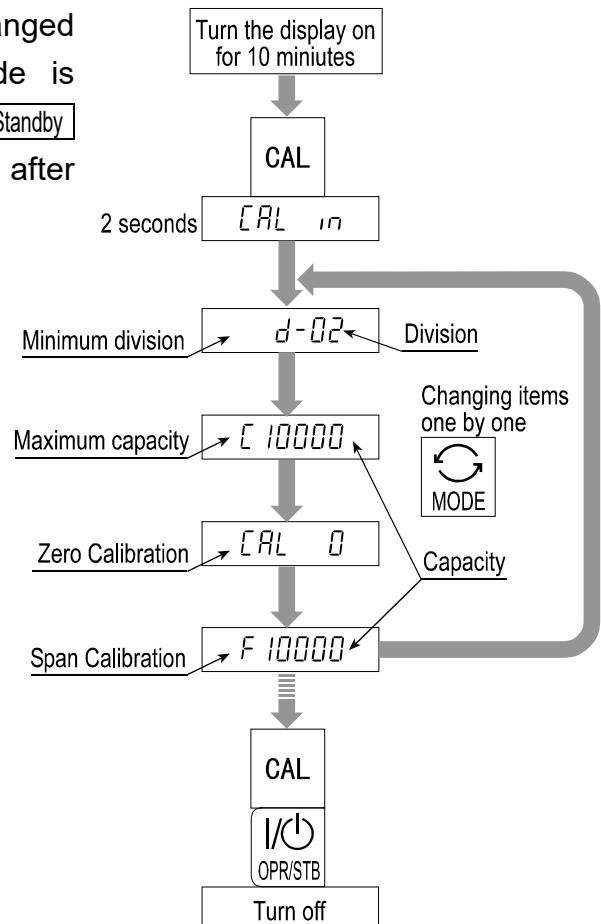 anged
de is
Standby
after
Turn the display on
for 10 miniutes
CAL
2 seconds
CAL in
Minimum division
d-02
Division
Changing items
one by one
MODE
Maximum capacity
C 10000
Zero Calibration
CAL 0
Capacity
Span Calibration
F 10000
CAL
I/⏻
OPR/STB
Turn off